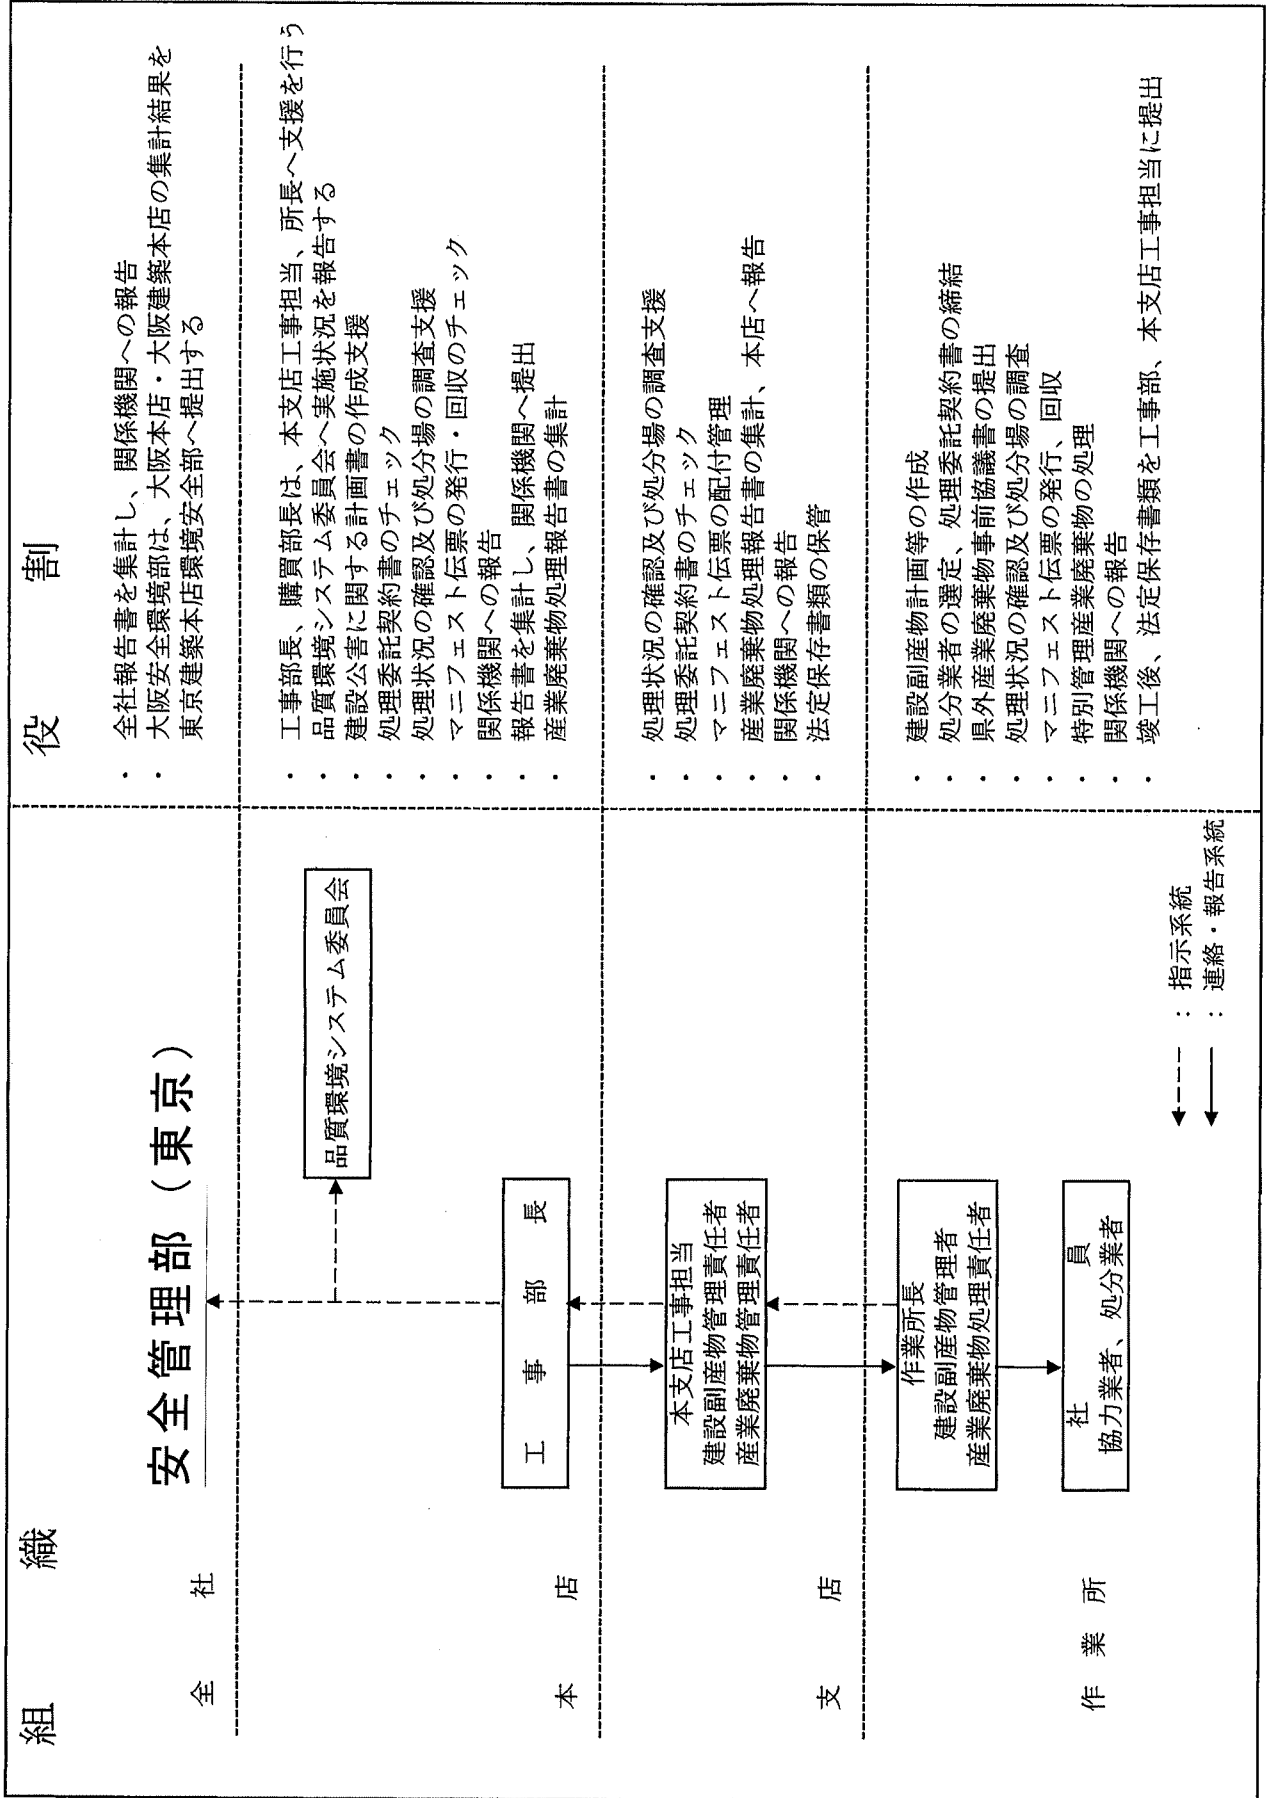 組織
役割
全社
安全管理部（東京）
・全社報告書を集計し、関係機関への報告
・大阪安全環境部は、大阪本店・大阪建築本店の集計結果を
東京建築本店環境安全部へ提出する
本店
品質環境システム委員会
工事部長
・工事部長、購買部長は、本支店工事担当、所長へ支援を行う
・品質環境システム委員会へ実施状況を報告する
・建設公害に関する計画書の作成支援
・処理委託契約書のチェック
・処理状況の確認及び処分場の調査支援
・マニフェスト伝票の発行・回収のチェック
・関係機関への報告
・報告書を集計し、関係機関へ提出
・産業廃棄物処理報告書の集計
支店
本支店工事担当
建設副産物管理責任者
産業廃棄物管理責任者
・処理状況の確認及び処分場の調査支援
・処理委託契約書のチェック
・マニフェスト伝票の配付管理
・産業廃棄物処理報告書の集計、本店へ報告
・関係機関への報告
・法定保存書類の保管
作業所
作業所長
建設副産物管理者
産業廃棄物処理責任者
社員
協力業者、処分業者
・建設副産物計画等の作成
・処分業者の選定、処理委託契約書の締結
・県外産業廃棄物事前協議書の提出
・処理状況の確認及び処分場の調査
・マニフェスト伝票の発行、回収
・特別管理産業廃棄物の処理
・関係機関への報告
・竣工後、法定保存書類を工事部、本支店工事担当に提出
：指示系統
：連絡・報告系統